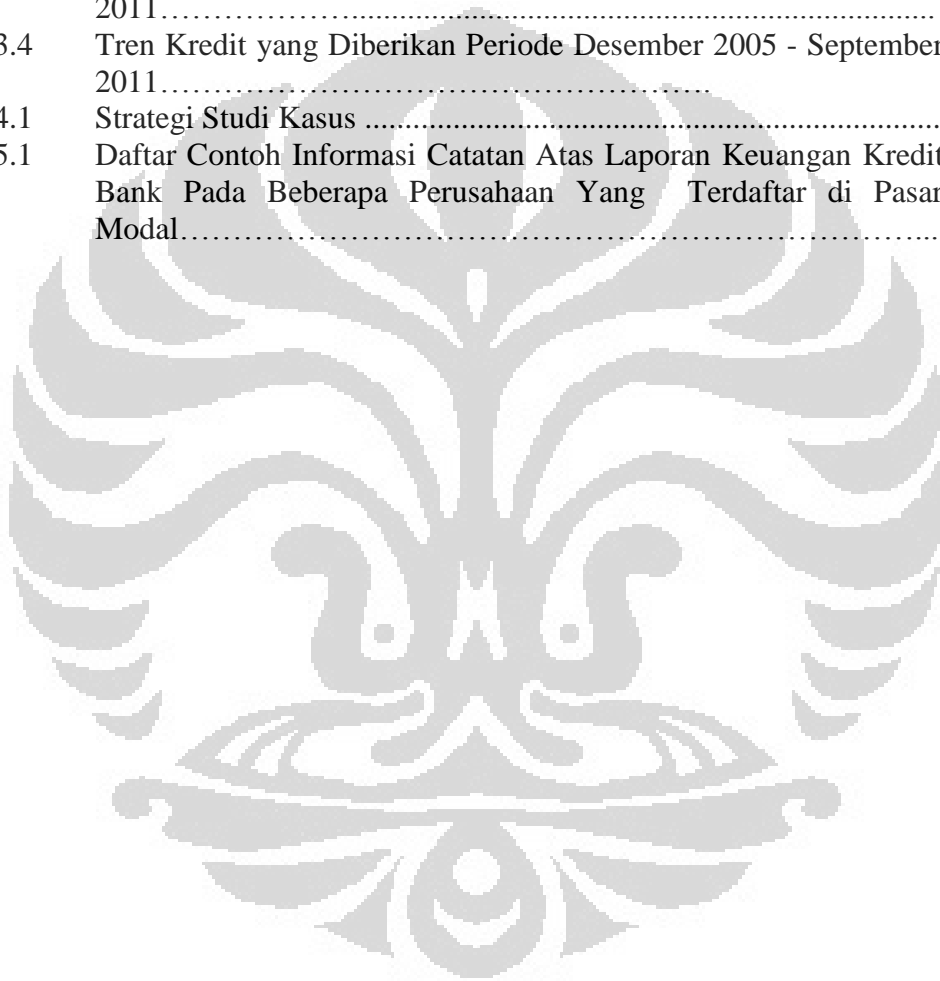 2011………………..........................................................................
3.4 Tren Kredit yang Diberikan Periode Desember 2005 - September
2011……………………………………………..
4.1 Strategi Studi Kasus ........................................................................
5.1 Daftar Contoh Informasi Catatan Atas Laporan Keuangan Kredit
Bank Pada Beberapa Perusahaan Yang Terdaftar di Pasar
Modal……………………………………………………………………..